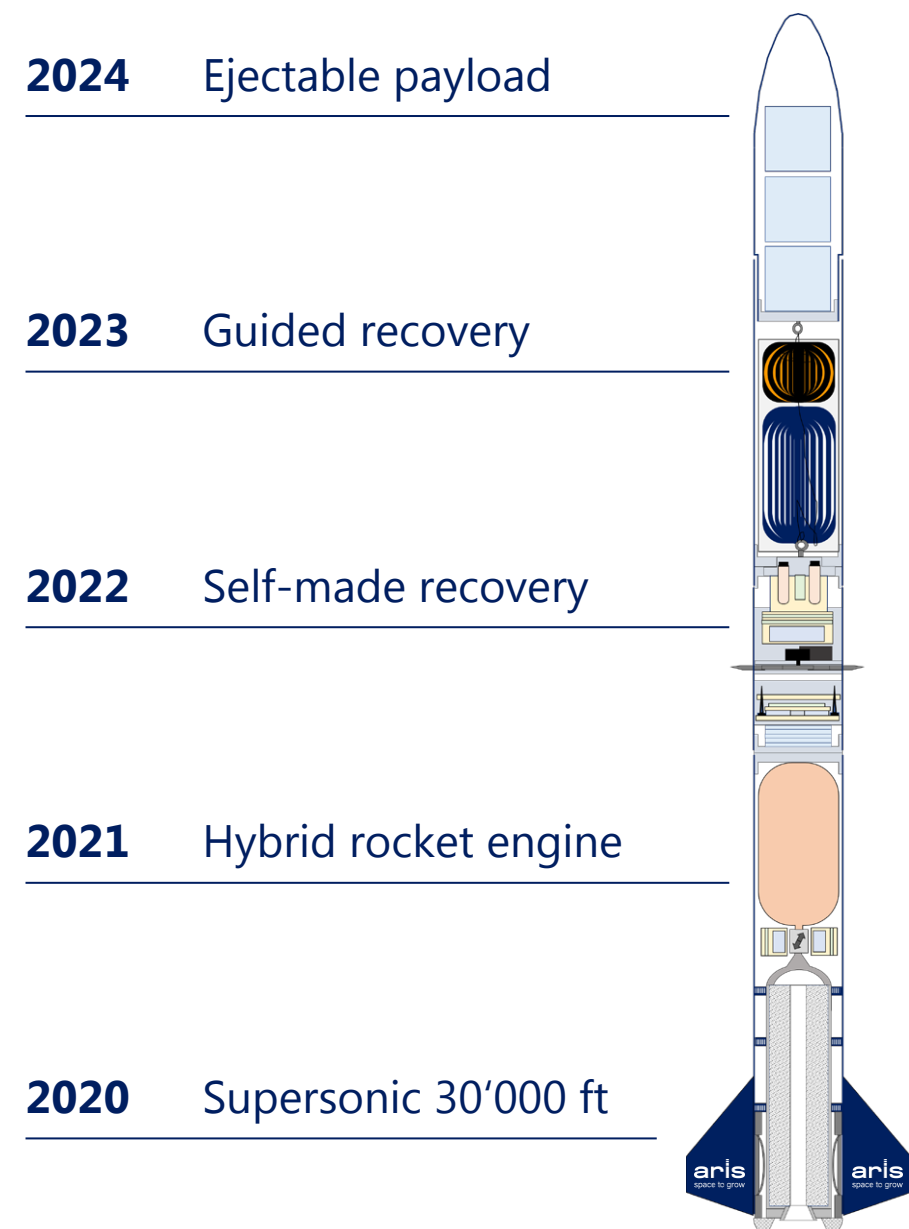 2024 Ejectable payload
2023 Guided recovery
2022 Self-made recovery
2021 Hybrid rocket engine
2020 Supersonic 30‘000 ft
aris
space to grow
aris
space to grow